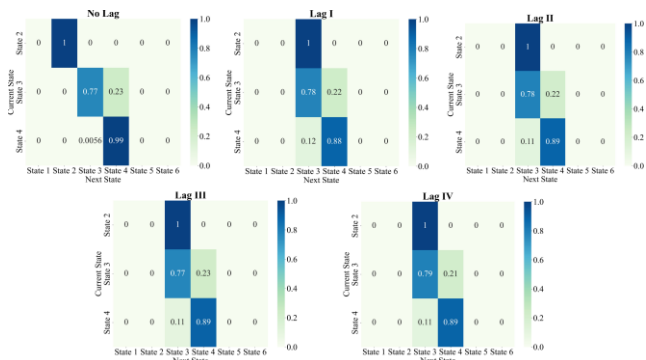 No Lag
Current State
State 2
State 3
State 4
0 1 0 0 0 0
0 0 0.77 0.23 0 0
0 0 0.0056 0.99 0 0
State 1 State 2 State 3 State 4 State 5 State 6
Next State
1.0
0.8
0.6
0.4
0.2
0.0
Lag I
Current State
State 2
State 3
State 4
0 0 1 0 0 0
0 0 0.78 0.22 0 0
0 0 0.12 0.88 0 0
State 1 State 2 State 3 State 4 State 5 State 6
Next State
1.0
0.8
0.6
0.4
0.2
0.0
Lag II
Current State
State 2
State 3
State 4
0 0 1 0 0 0
0 0 0.78 0.22 0 0
0 0 0.11 0.89 0 0
State 1 State 2 State 3 State 4 State 5 State 6
Next State
1.0
0.8
0.6
0.4
0.2
0.0
Lag III
Current State
State 2
State 3
State 4
0 0 1 0 0 0
0 0 0.77 0.23 0 0
0 0 0.11 0.89 0 0
State 1 State 2 State 3 State 4 State 5 State 6
Next State
1.0
0.8
0.6
0.4
0.2
0.0
Lag IV
Current State
State 2
State 3
State 4
0 0 1 0 0 0
0 0 0.79 0.21 0 0
0 0 0.11 0.89 0 0
State 1 State 2 State 3 State 4 State 5 State 6
Next State
1.0
0.8
0.6
0.4
0.2
0.0